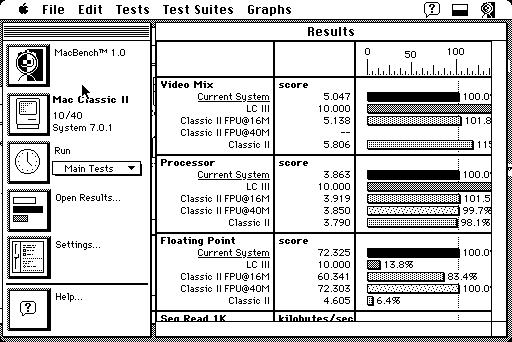 File Edit Tests Test Suites Graphs
MacBench™ 1.0
Mac Classic II
10/40
System 7.0.1
Run
Main Tests
Open Results...
Settings...
Help...
Results
0 50 100
Video Mix score
Current System 5.047 100.0
LC III 10.000
Classic II FPU@16M 5.138 101.8
Classic II FPU@40M --
Classic II 5.806 115
Processor score
Current System 3.863 100.0
LC III 10.000
Classic II FPU@16M 3.919 101.5
Classic II FPU@40M 3.850 99.7%
Classic II 3.790 98.1%
Floating Point score
Current System 72.325 100.0
LC III 10.000 13.8%
Classic II FPU@16M 60.341 83.4%
Classic II FPU@40M 72.303 100.0
Classic II 4.605 6.4%
Seq Read 1K kilobytes/sec